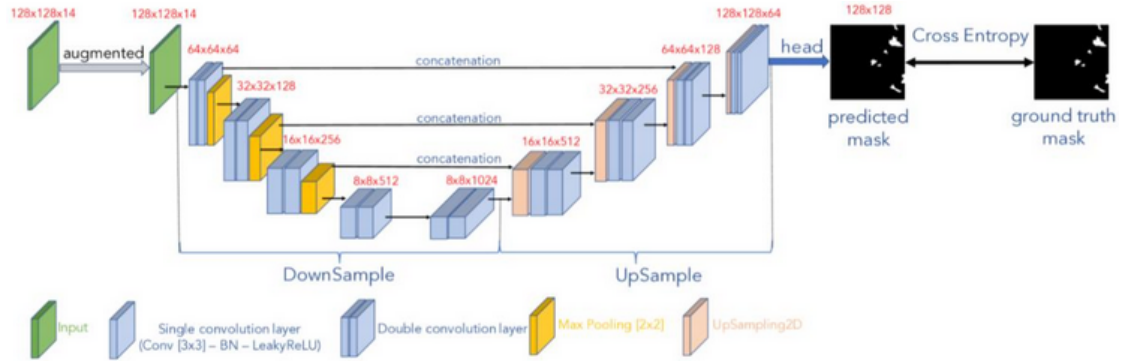 128x128x14
128x128x14
128x128x64
128x128
augmented
64x64x64
concatenation
64x64x128
head
Cross Entropy
32x32x128
concatenation
32x32x256
16x16x256
concatenation
16x16x512
predicted
mask
ground truth
mask
8x8x512
8x8x1024
DownSample
UpSample
Input
Single convolution layer
(Conv [3x3] – BN – LeakyReLU)
Double convolution layer
Max Pooling [2x2]
UpSampling2D